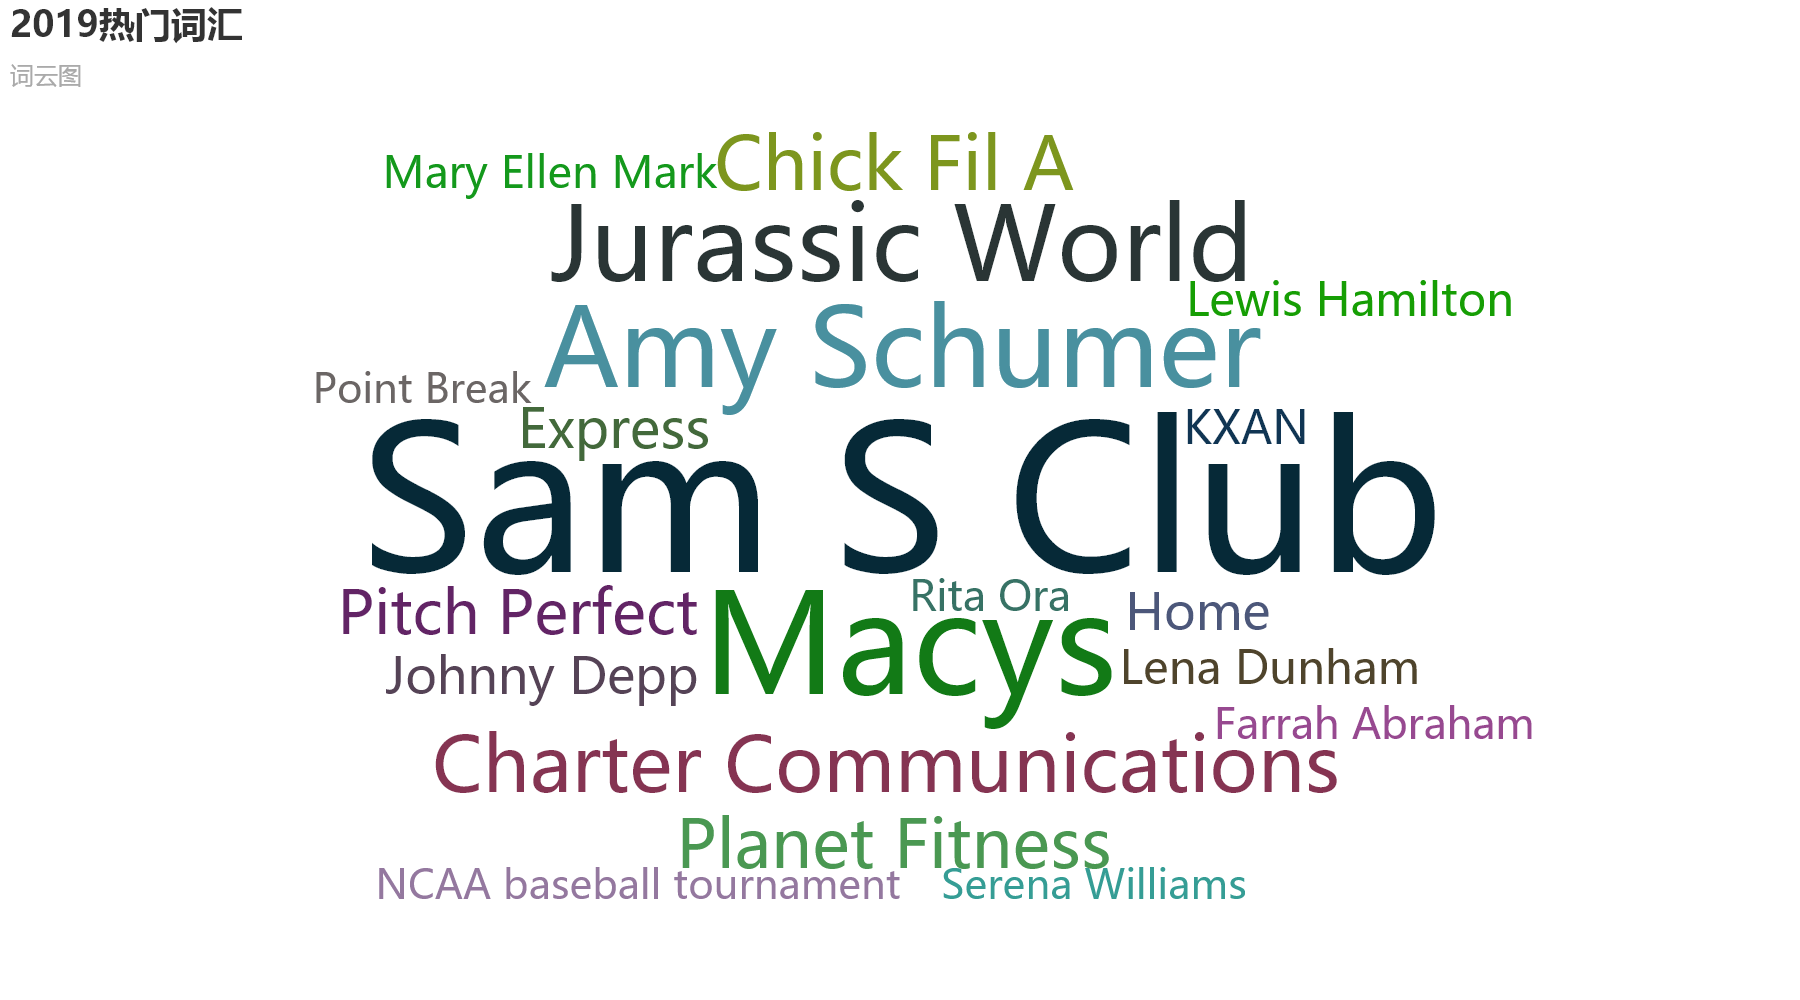 2019热门词汇
词云图
Chick Fil A
Mary Ellen Mark
Jurassic World
Lewis Hamilton
Amy Schumer
Point Break
Express
KXAN
Sam S Club
Rita Ora
Pitch Perfect
Home
Macys
Lena Dunham
Johnny Depp
Farrah Abraham
Charter Communications
Planet Fitness
NCAA baseball tournament
Serena Williams